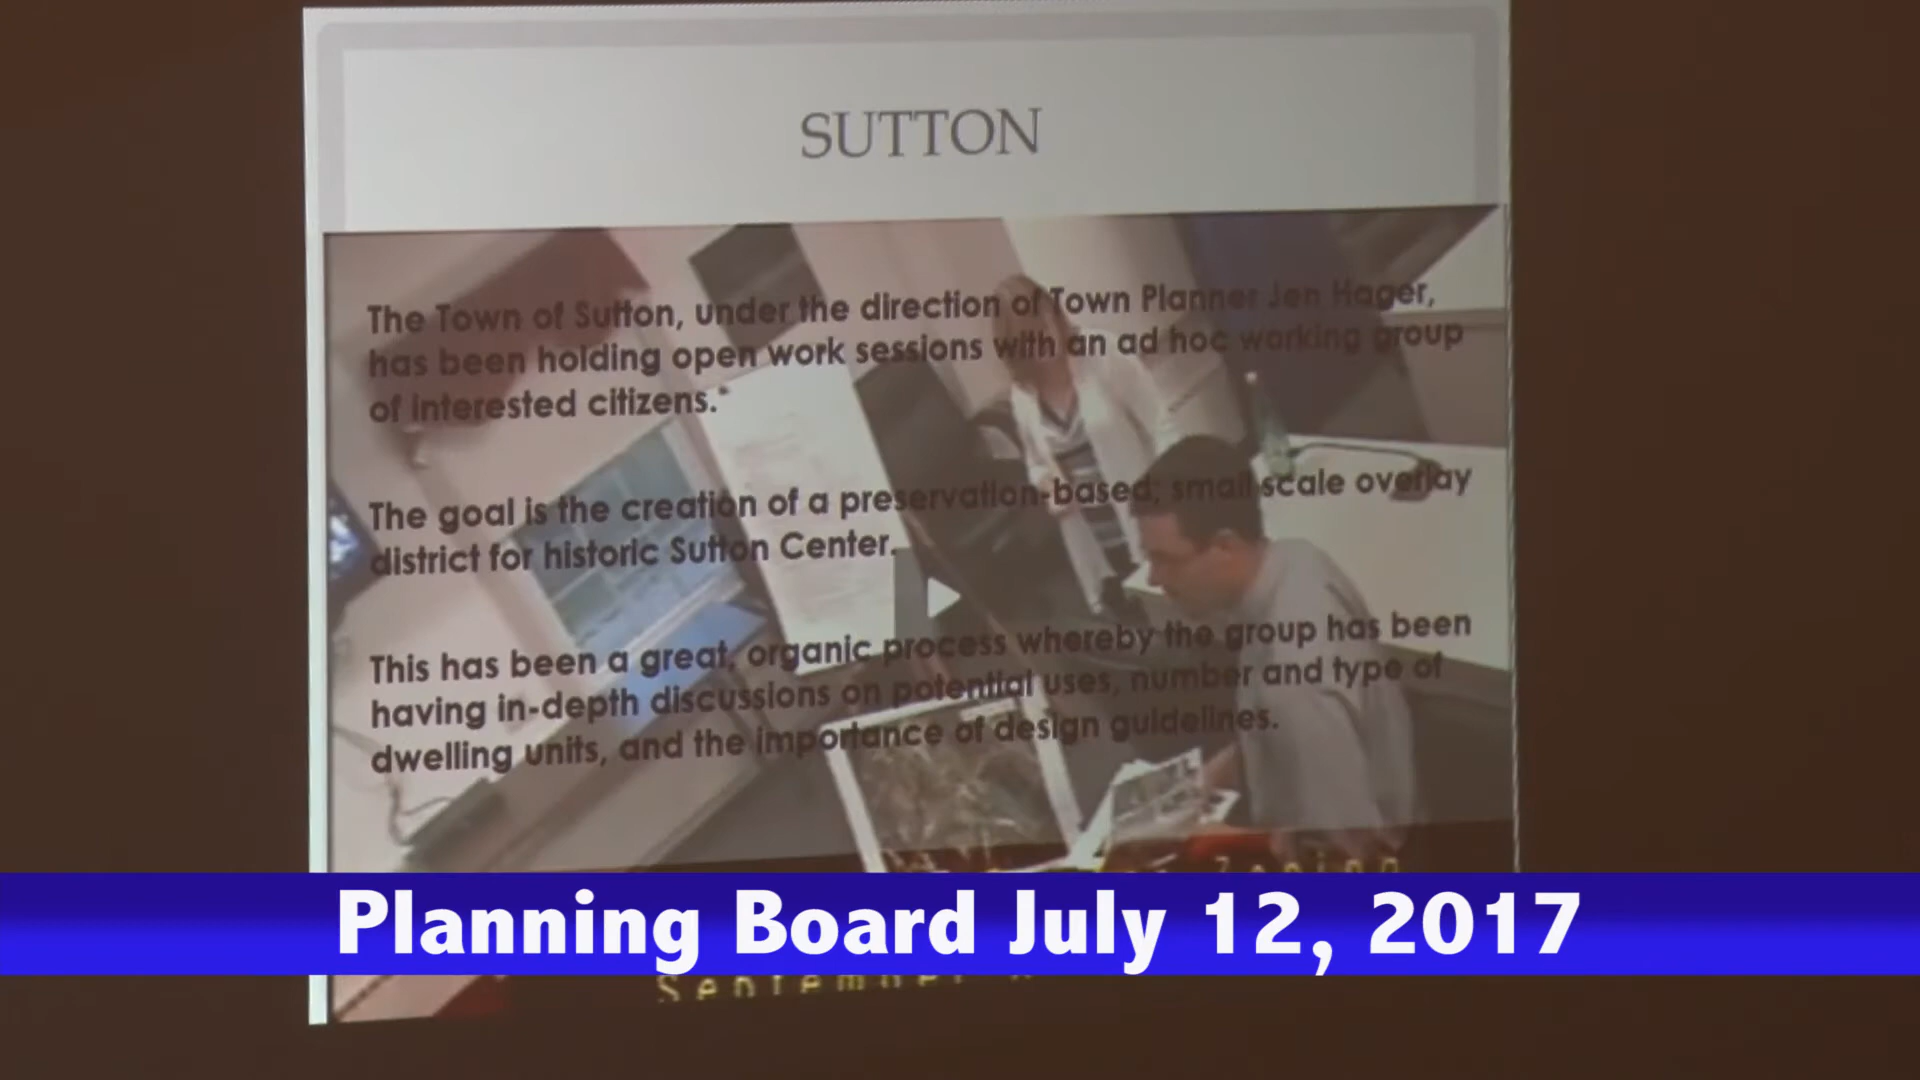 SUTTON
The Town of Sutton, under the direction of Town Planner Jen Hager,
has been holding open work sessions with an ad hoc working group
of interested citizens.*
The goal is the creation of a preservation-based, small scale overlay
district for historic Sutton Center.
This has been a great, organic process whereby the group has been
having in-depth discussions on potential uses, number and type of
dwelling units, and the importance of design guidelines.
Zoning
Planning Board July 12, 2017
September